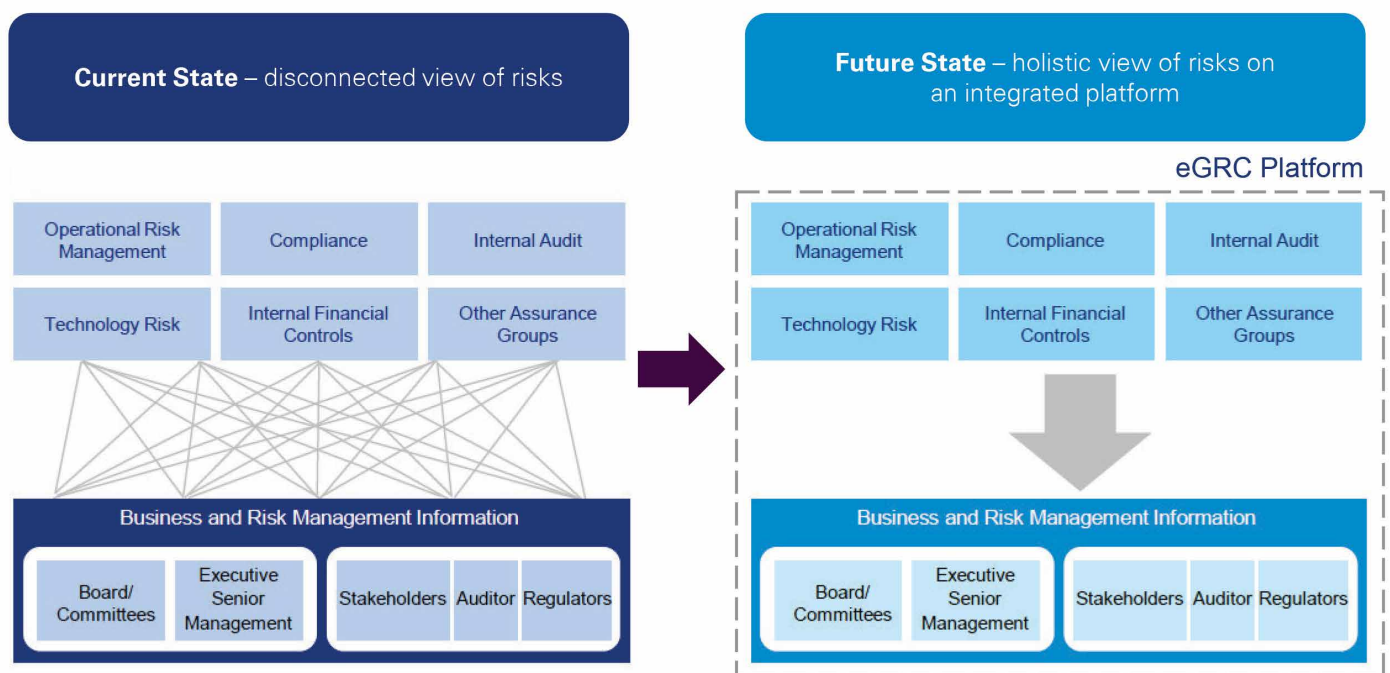 Current State – disconnected view of risks
Future State – holistic view of risks on
an integrated platform
eGRC Platform
Operational Risk
Management
Compliance
Internal Audit
Technology Risk
Internal Financial
Controls
Other Assurance
Groups
Business and Risk Management Information
Board/
Committees
Executive
Senior
Management
Stakeholders
Auditor
Regulators
Operational Risk
Management
Compliance
Internal Audit
Technology Risk
Internal Financial
Controls
Other Assurance
Groups
Business and Risk Management Information
Board/
Committees
Executive
Senior
Management
Stakeholders
Auditor
Regulators